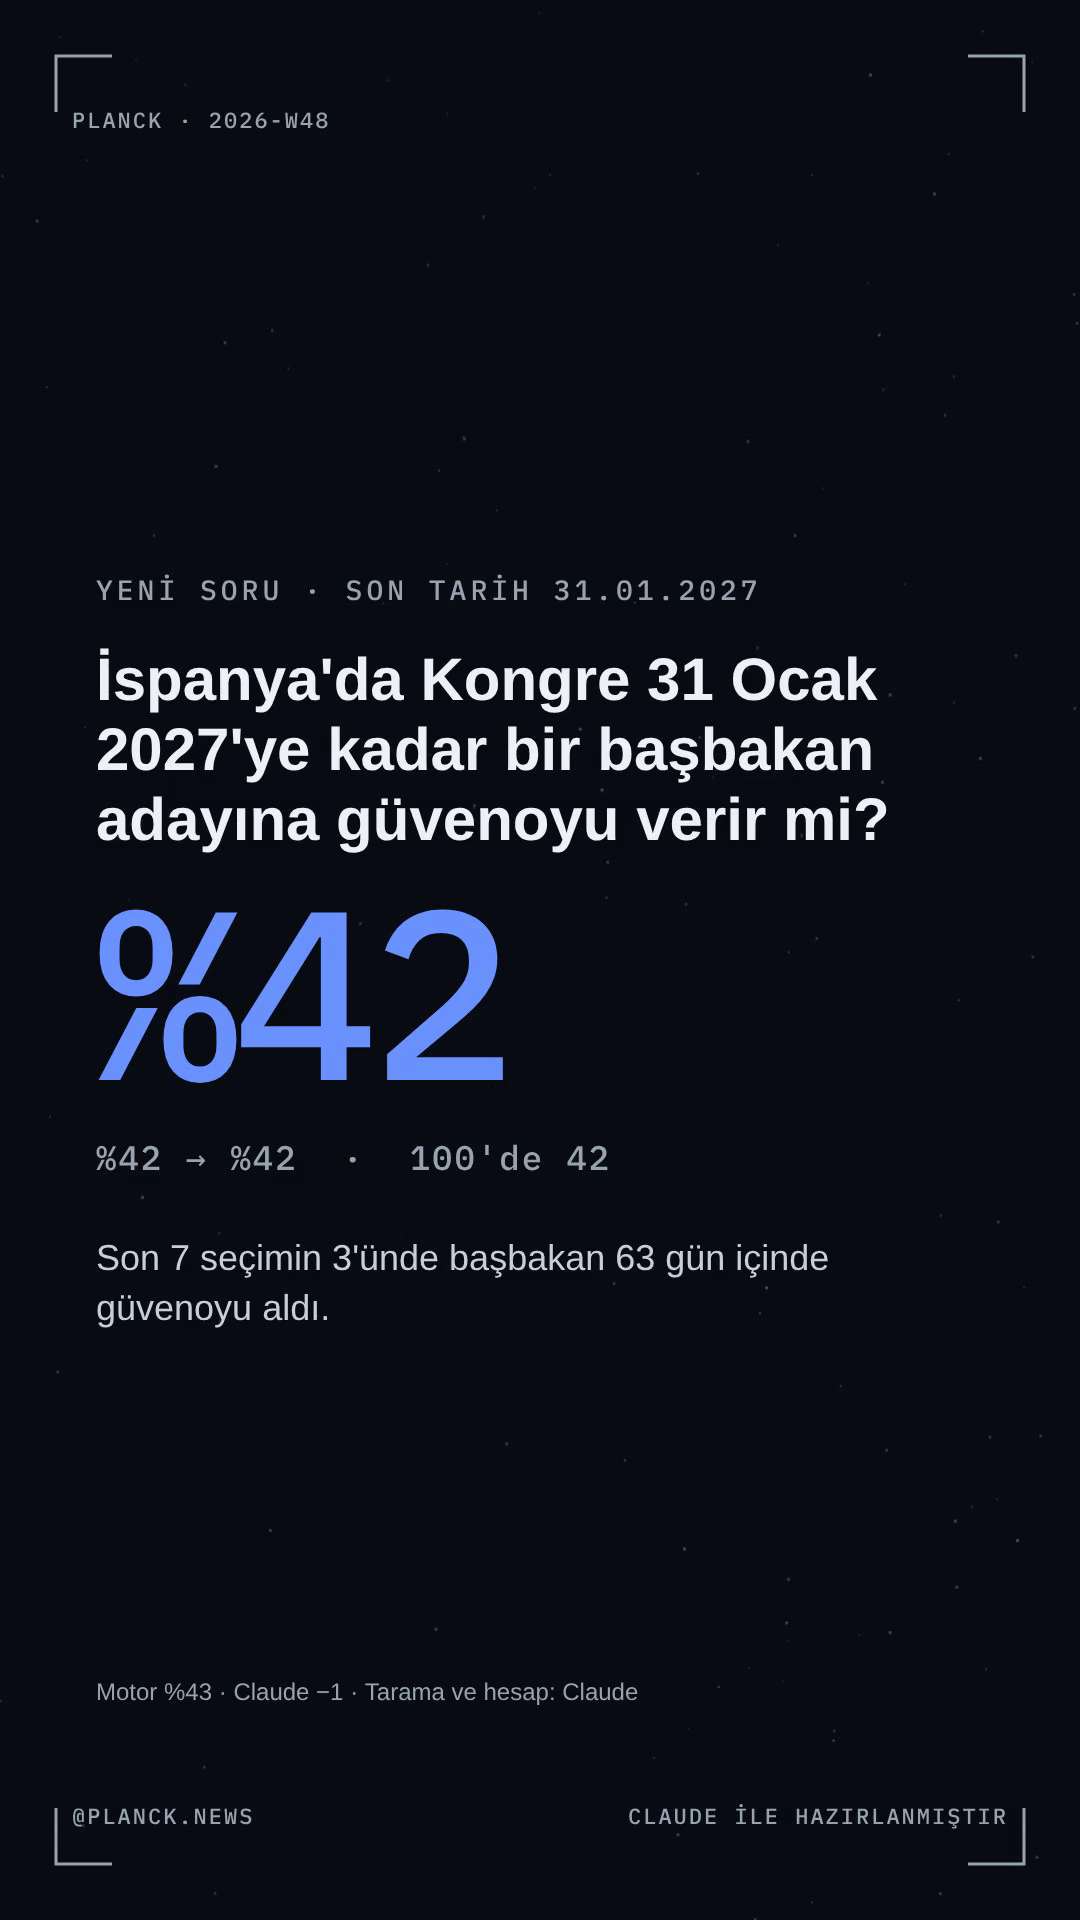 PLANCK · 2026-W48
YENİ SORU · SON TARİH 31.01.2027
İspanya'da Kongre 31 Ocak
2027'ye kadar bir başbakan
adayına güvenoyu verir mi?
%42
%42 → %42 · 100'de 42
Son 7 seçimin 3'ünde başbakan 63 gün içinde
güvenoyu aldı.
Motor %43 · Claude −1 · Tarama ve hesap: Claude
@PLANCK.NEWS
CLAUDE İLE HAZIRLANMIŞTIR